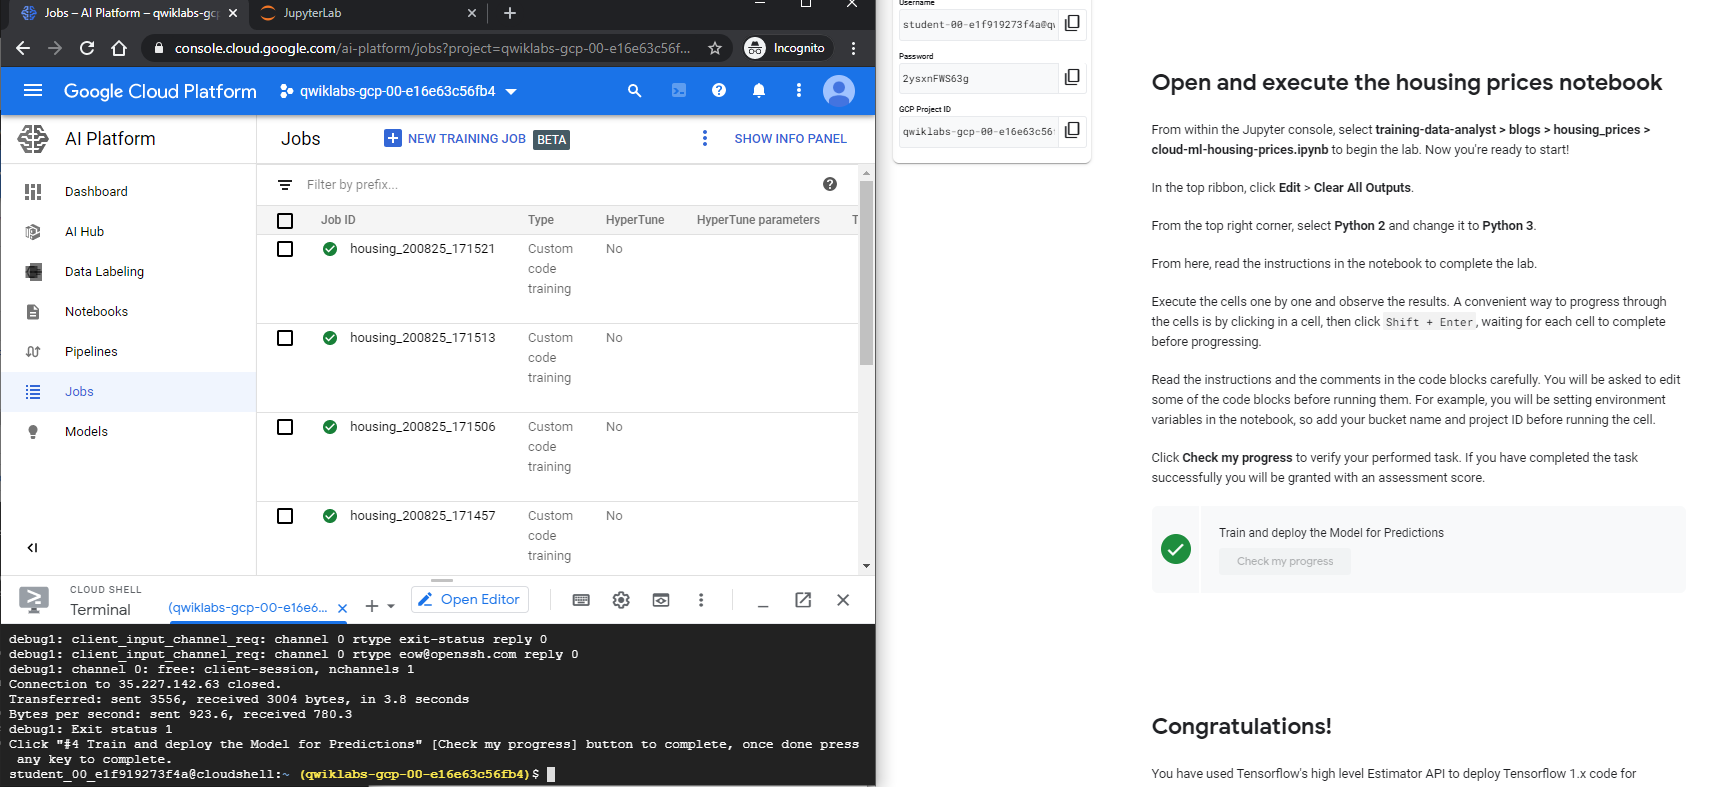 Jobs – AI Platform – qwiklabs-gc
JupyterLab
console.cloud.google.com/ai-platform/jobs?project=qwiklabs-gcp-00-e16e63c56f...
Incognito
Google Cloud Platform
qwiklabs-gcp-00-e16e63c56fb4
AI Platform
Jobs
NEW TRAINING JOB
BETA
SHOW INFO PANEL
Dashboard
AI Hub
Data Labeling
Notebooks
Pipelines
Jobs
Models
Filter by prefix...
Job ID
Type
HyperTune
HyperTune parameters
T
housing_200825_171521
Custom
code
training
No
housing_200825_171513
Custom
code
training
No
housing_200825_171506
Custom
code
training
No
housing_200825_171457
Custom
code
training
No
CLOUD SHELL
Terminal
(qwiklabs-gcp-00-e16e6...
Open Editor
debug1: client_input_channel_req: channel 0 rtype exit-status reply 0
debug1: client_input_channel_req: channel 0 rtype eow@openssh.com reply 0
debug1: channel 0: free: client-session, nchannels 1
Connection to 35.227.142.63 closed.
Transferred: sent 3556, received 3004 bytes, in 3.8 seconds
Bytes per second: sent 923.6, received 780.3
debug1: Exit status 1
Click "#4 Train and deploy the Model for Predictions" [Check my progress] button to complete, once done press
any key to complete.
student_00_e1f919273f4a@cloudshell:~ (qwiklabs-gcp-00-e16e63c56fb4)$
Username
student-00-e1f919273f4a@q
Password
2ysxnFWS63g
GCP Project ID
qwiklabs-gcp-00-e16e63c56
Open and execute the housing prices notebook
From within the Jupyter console, select training-data-analyst > blogs > housing_prices >
cloud-ml-housing-prices.ipynb to begin the lab. Now you're ready to start!
In the top ribbon, click Edit > Clear All Outputs.
From the top right corner, select Python 2 and change it to Python 3.
From here, read the instructions in the notebook to complete the lab.
Execute the cells one by one and observe the results. A convenient way to progress through
the cells is by clicking in a cell, then click Shift + Enter, waiting for each cell to complete
before progressing.
Read the instructions and the comments in the code blocks carefully. You will be asked to edit
some of the code blocks before running them. For example, you will be setting environment
variables in the notebook, so add your bucket name and project ID before running the cell.
Click Check my progress to verify your performed task. If you have completed the task
successfully you will be granted with an assessment score.
Train and deploy the Model for Predictions
Check my progress
Congratulations!
You have used Tensorflow's high level Estimator API to deploy Tensorflow 1.x code for